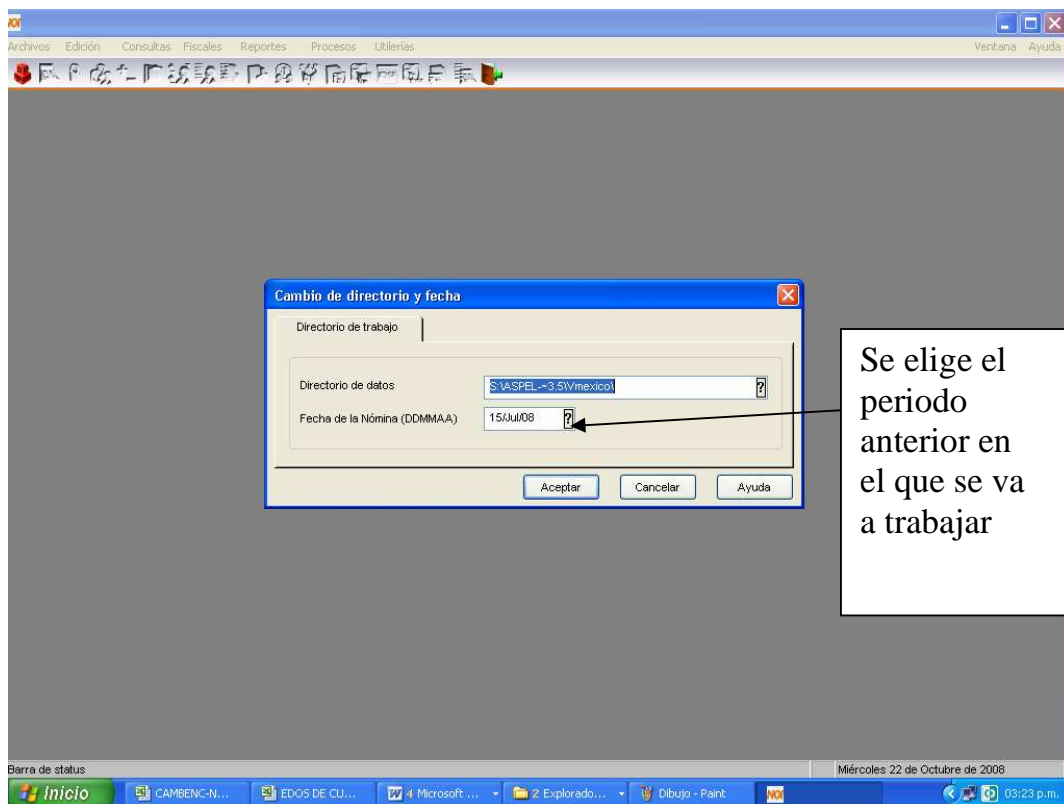 NOI
Archivos Edición Consultas Fiscales Reportes Procesos Utilerías Ventana Ayuda
Cambio de directorio y fecha
Directorio de trabajo
Directorio de datos S:\ASPEL-~3.5\Vmexico\ ?
Fecha de la Nómina (DDMMAA) 15/Jul/08 ?
Aceptar Cancelar Ayuda
Se elige el
periodo
anterior en
el que se va
a trabajar
Barra de status Miércoles 22 de Octubre de 2008
Inicio CAMBENC-N... EDOS DE CU... 4 Microsoft ... 2 Explorado... Dibujo - Paint NOI 03:23 p.m.